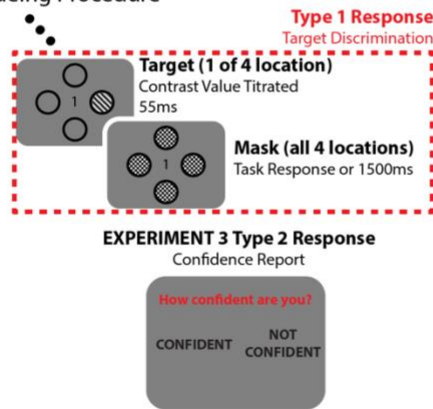 Procedure
Type 1 Response
Target Discrimination
Target (1 of 4 location)
Contrast Value Titrated
55ms
1
Mask (all 4 locations)
Task Response or 1500ms
1
EXPERIMENT 3 Type 2 Response
Confidence Report
How confident are you?
CONFIDENT
NOT
CONFIDENT